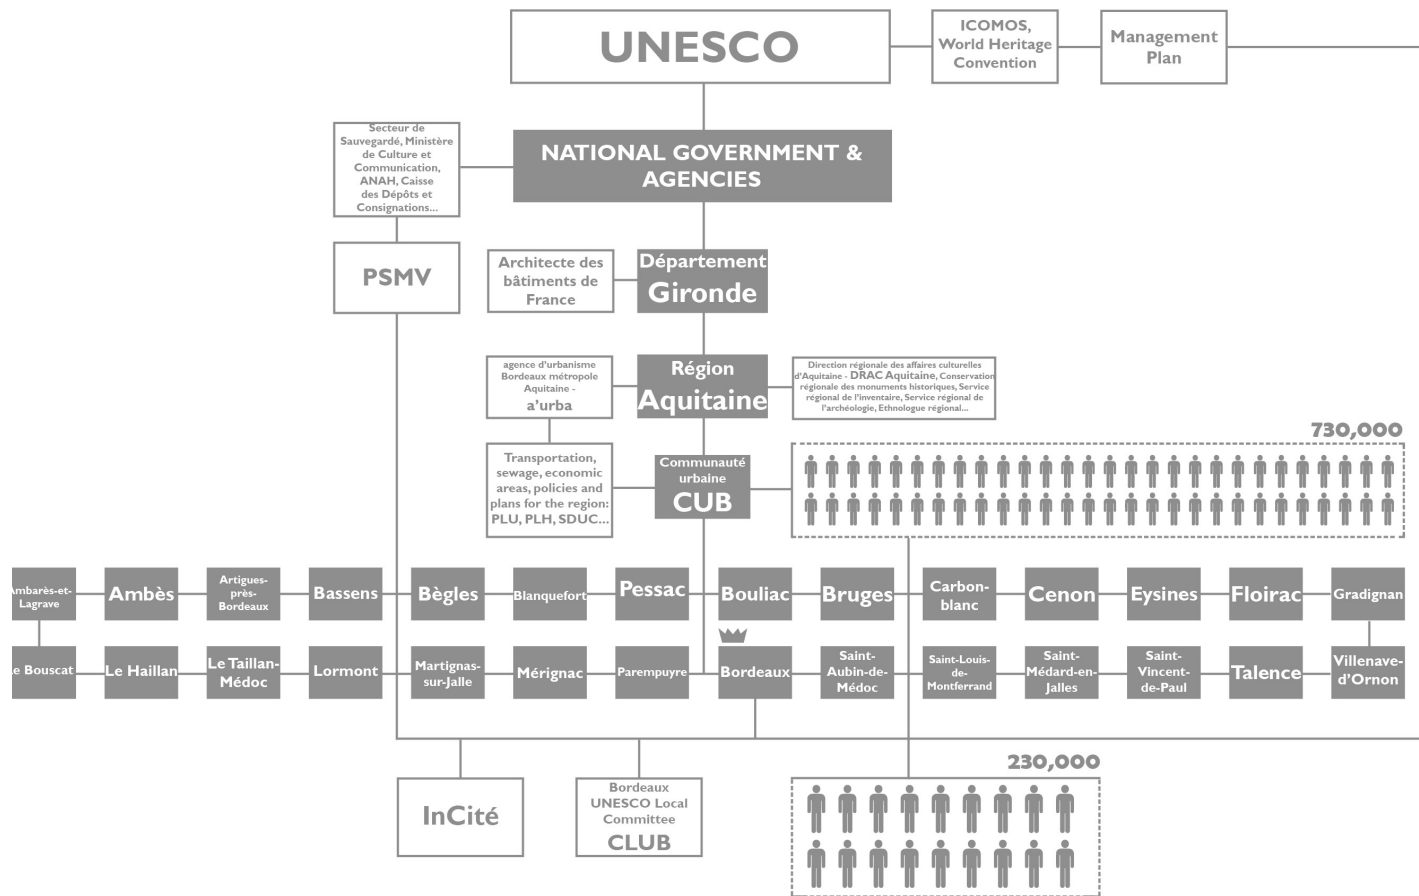 UNESCO
ICOMOS,
World Heritage
Convention
Management
Plan
Secteur de
Sauvegardé, Ministère
de Culture et
Communication,
ANAH, Caisse
des Dépôts et
Consignations...
NATIONAL GOVERNMENT &
AGENCIES
PSMV
Architecte des
bâtiments de
France
Département
Gironde
agence d'urbanisme
Bordeaux métropole
Aquitaine -
a'urba
Région
Aquitaine
Direction régionale des affaires culturelles
d'Aquitaine - DRAC Aquitaine, Conservation
régionale des monuments historiques, Service
régional de l'inventaire, Service régional de
l'archéologie, Ethnologue régional...
730,000
Transportation,
sewage, economic
areas, policies and
plans for the region:
PLU, PLH, SDUC...
Communauté
urbaine
CUB
Ambarès-et-
Lagrave
Ambès
Artigues-
près-
Bordeaux
Bassens
Bègles
Blanquefort
Pessac
Bouliac
Bruges
Carbon-
blanc
Cenon
Eysines
Floirac
Gradignan
Le Bouscat
Le Haillan
Le Taillan-
Médoc
Lormont
Martignas-
sur-Jalle
Mérignac
Parempuyre
Bordeaux
Saint-
Aubin-de-
Médoc
Saint-Louis-
de-
Montferrand
Saint-
Médard-en-
Jalles
Saint-
Vincent-
de-Paul
Talence
Villenave-
d'Ornon
230,000
InCité
Bordeaux
UNESCO Local
Committee
CLUB